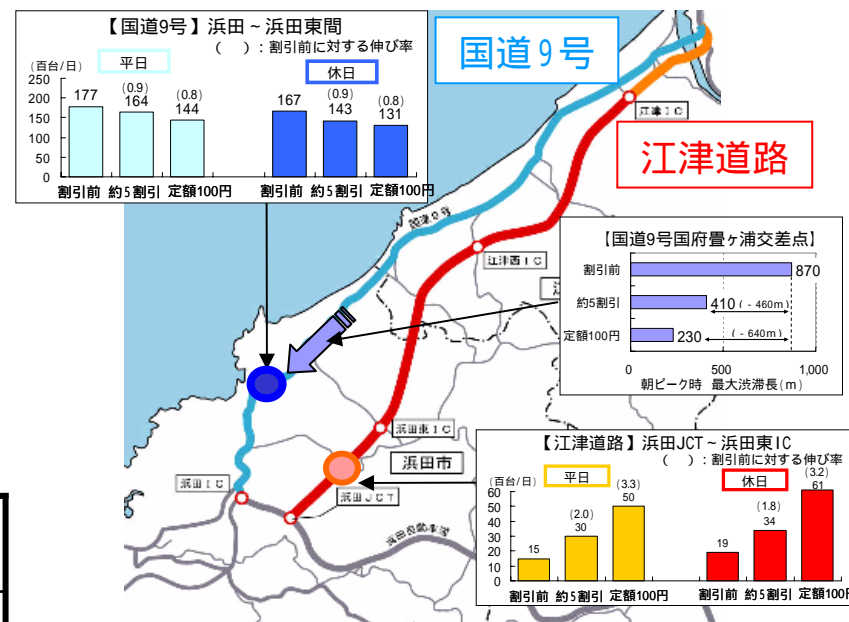 【国道9号】浜田～浜田東間
（　）：割引前に対する伸び率
（百台/日）
平日
休日
250
200
150
100
50
0
177
(0.9)
164
(0.8)
144
167
(0.9)
143
(0.8)
131
割引前 約5割引 定額100円
割引前 約5割引 定額100円
国道9号
江津IC
江津道路
国道9号
江津西IC
【国道9号国府畳ヶ浦交差点】
割引前
870
約5割引
410
(-460m)
定額100円
230
(-640m)
0 500 1,000
朝ピーク時 最大渋滞長(m)
浜田東IC
浜田市
浜田IC
浜田JCT
浜田自動車道
【江津道路】浜田JCT～浜田東IC
（　）：割引前に対する伸び率
（百台/日）
平日
休日
60
50
40
30
20
10
0
15
(2.0)
30
(3.3)
50
19
(1.8)
34
(3.2)
61
割引前 約5割引 定額100円
割引前 約5割引 定額100円